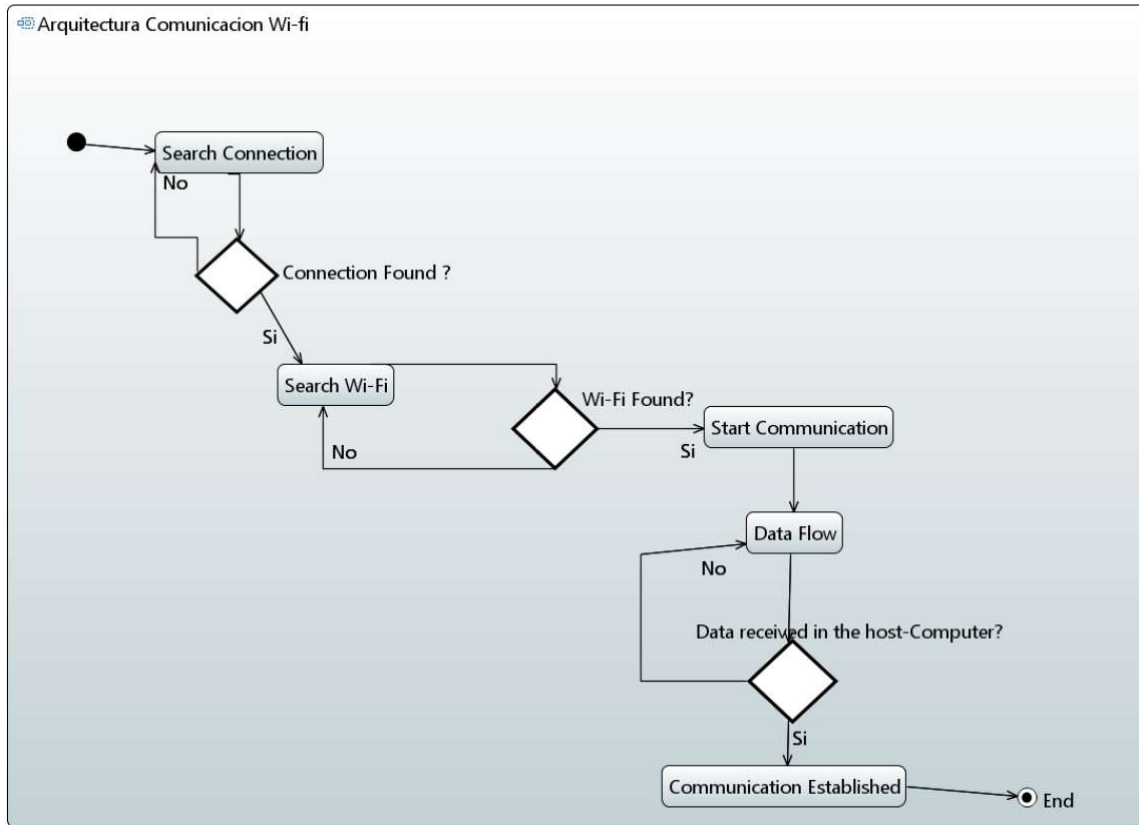 Arquitectura Comunicacion Wi-fi
Search Connection
No
Connection Found ?
Si
Search Wi-Fi
Wi-Fi Found?
Start Communication
No
Si
Data Flow
No
Data received in the host-Computer?
Si
Communication Established
End